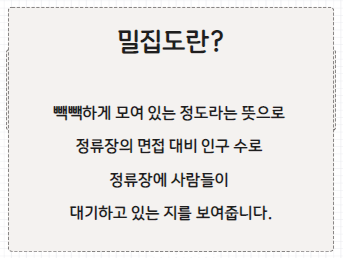 밀집도란?
빽빽하게 모여 있는 정도라는 뜻으로
정류장의 면접 대비 인구 수로
정류장에 사람들이
대기하고 있는 지를 보여줍니다.